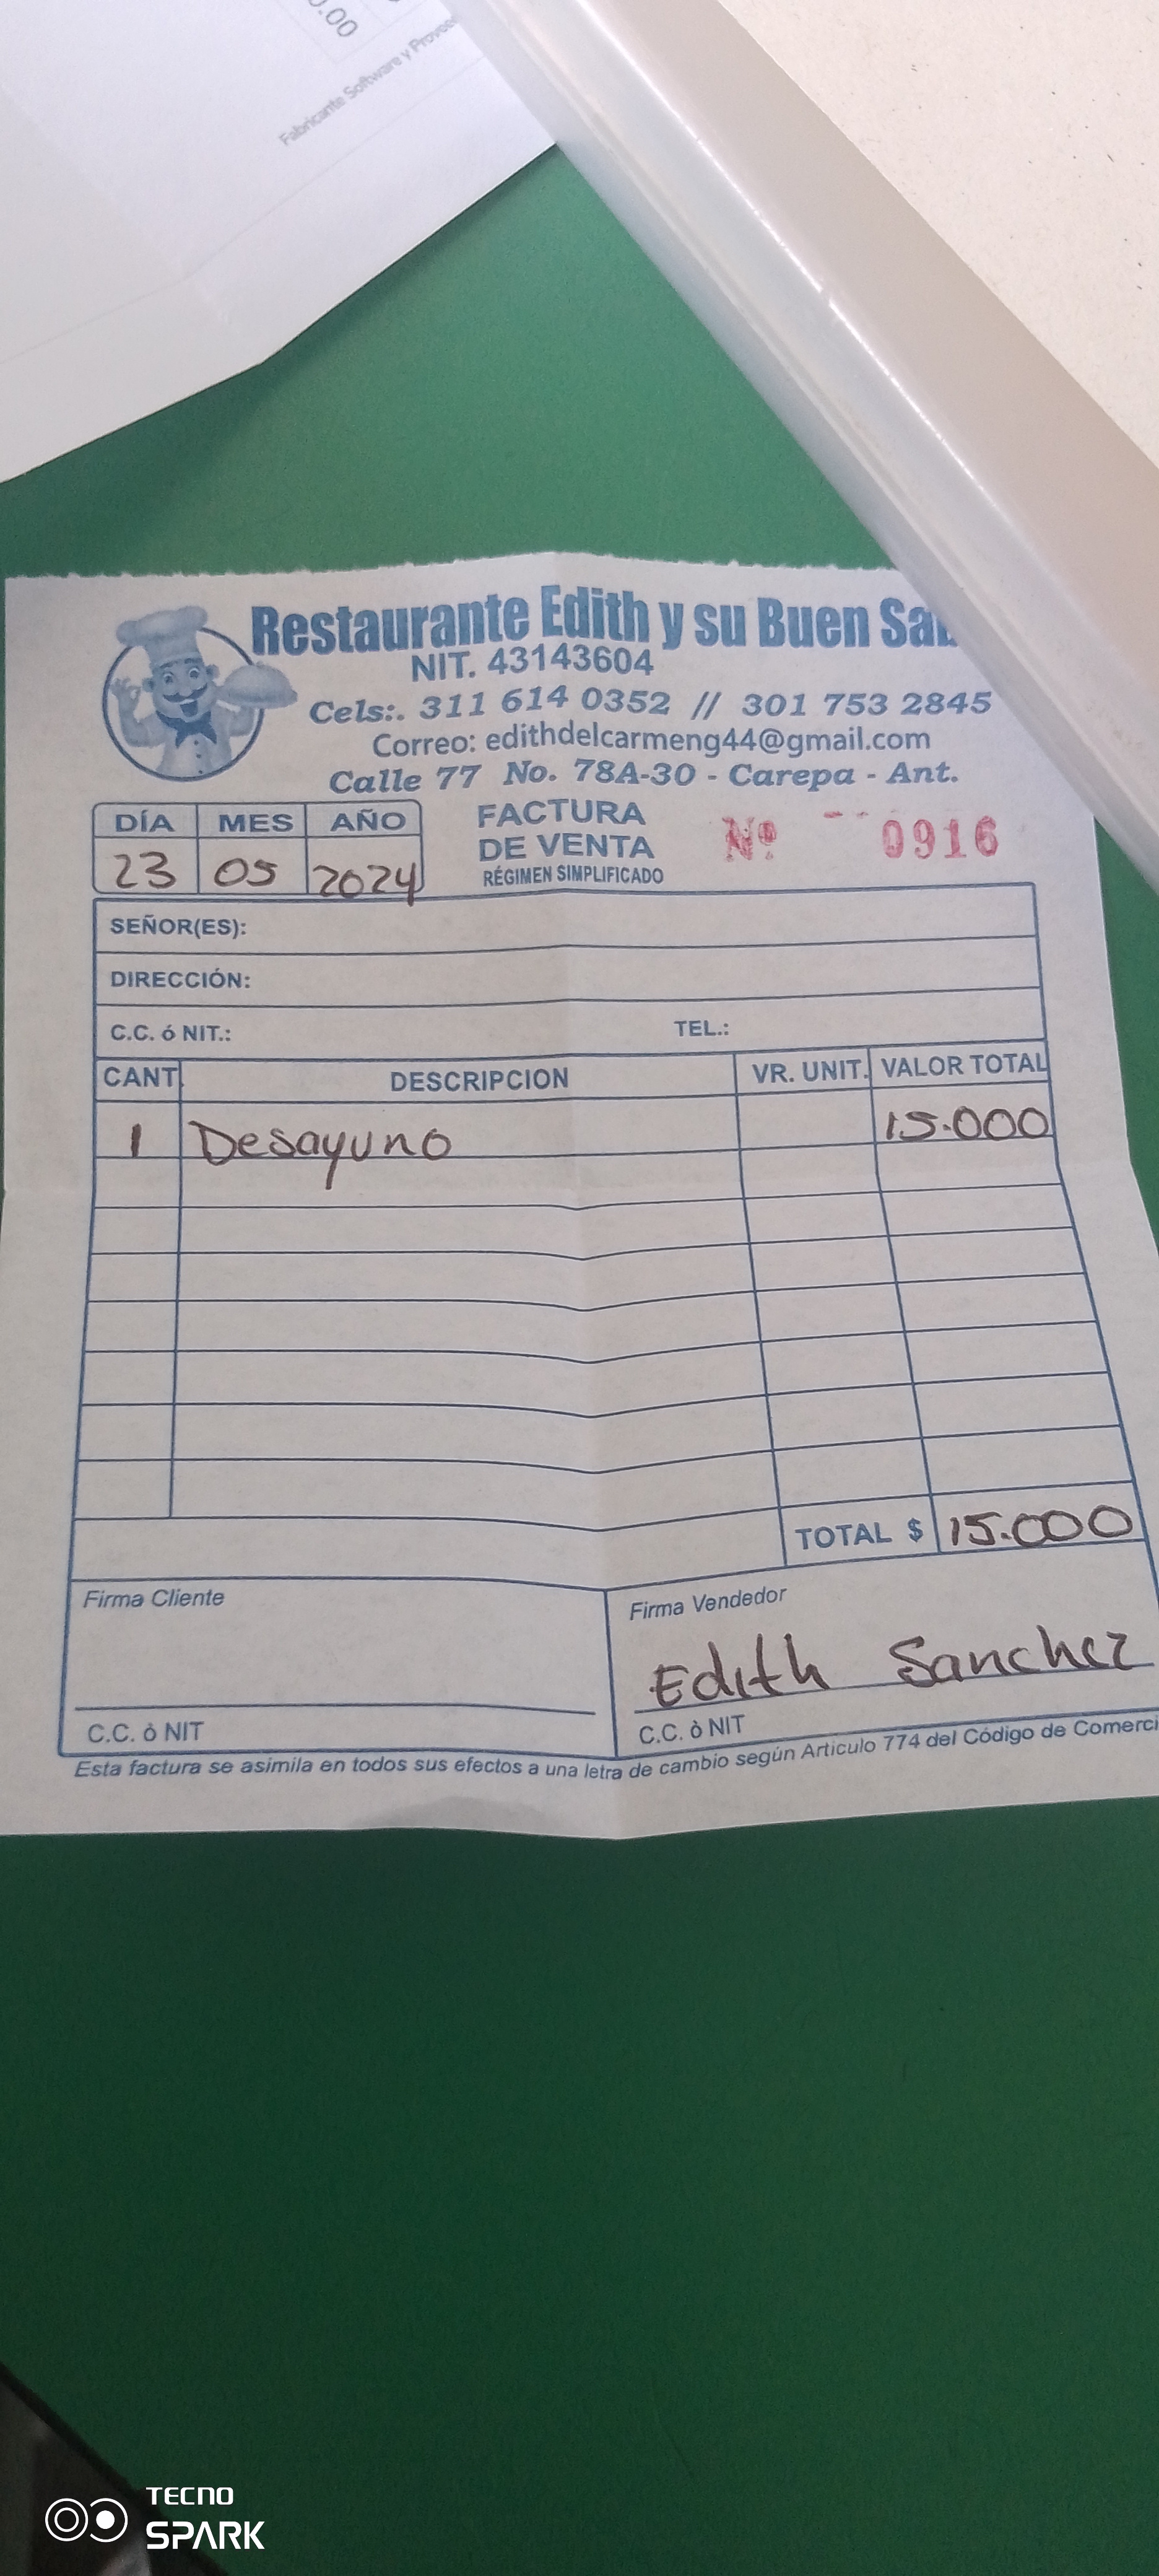 0.00
Fabricante Software y
Restaurante Edith y su Buen
NIT. 43143604
Cels:. 311 614 0352 // 301 753 2845
Correo: edithdelcarmeng44@gmail.com
Calle 77 No. 78A-30 - Carepa - Ant.
DÍA MES AÑO
23 05 2024
FACTURA
DE VENTA
RÉGIMEN SIMPLIFICADO
Nº 0916
SEÑOR(ES):
DIRECCIÓN:
C.C. ó NIT.: TEL.:
CANT. DESCRIPCION VR. UNIT. VALOR TOTAL
1 Desayuno 15.000
TOTAL $ 15.000
Firma Cliente
Firma Vendedor
Edith Sanchez
C.C. ò NIT
C.C. ò NIT
Esta factura se asimila en todos sus efectos a una letra de cambio según Articulo 774 del Código de Comerci
TECNO
SPARK